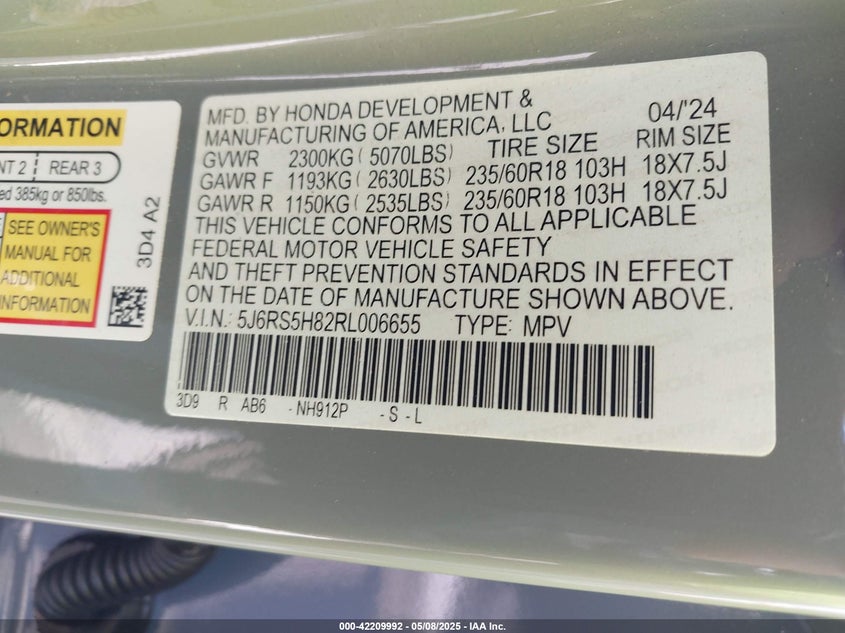 ORMATION
NT 2 REAR 3
ed 385kg or 850lbs.
SEE OWNER'S
MANUAL FOR
ADDITIONAL
INFORMATION
3D4 A2
MFD. BY HONDA DEVELOPMENT & 04/'24
MANUFACTURING OF AMERICA, LLC
GVWR 2300KG ( 5070LBS) TIRE SIZE RIM SIZE
GAWR F 1193KG ( 2630LBS) 235/60R18 103H 18X7.5J
GAWR R 1150KG ( 2535LBS) 235/60R18 103H 18X7.5J
THIS VEHICLE CONFORMS TO ALL APPLICABLE
FEDERAL MOTOR VEHICLE SAFETY
AND THEFT PREVENTION STANDARDS IN EFFECT
ON THE DATE OF MANUFACTURE SHOWN ABOVE.
V.I.N.: 5J6RS5H82RL006655 TYPE: MPV
3D9 R AB6 -NH912P -S-L
000-42209992 - 05/08/2025 - IAA Inc.